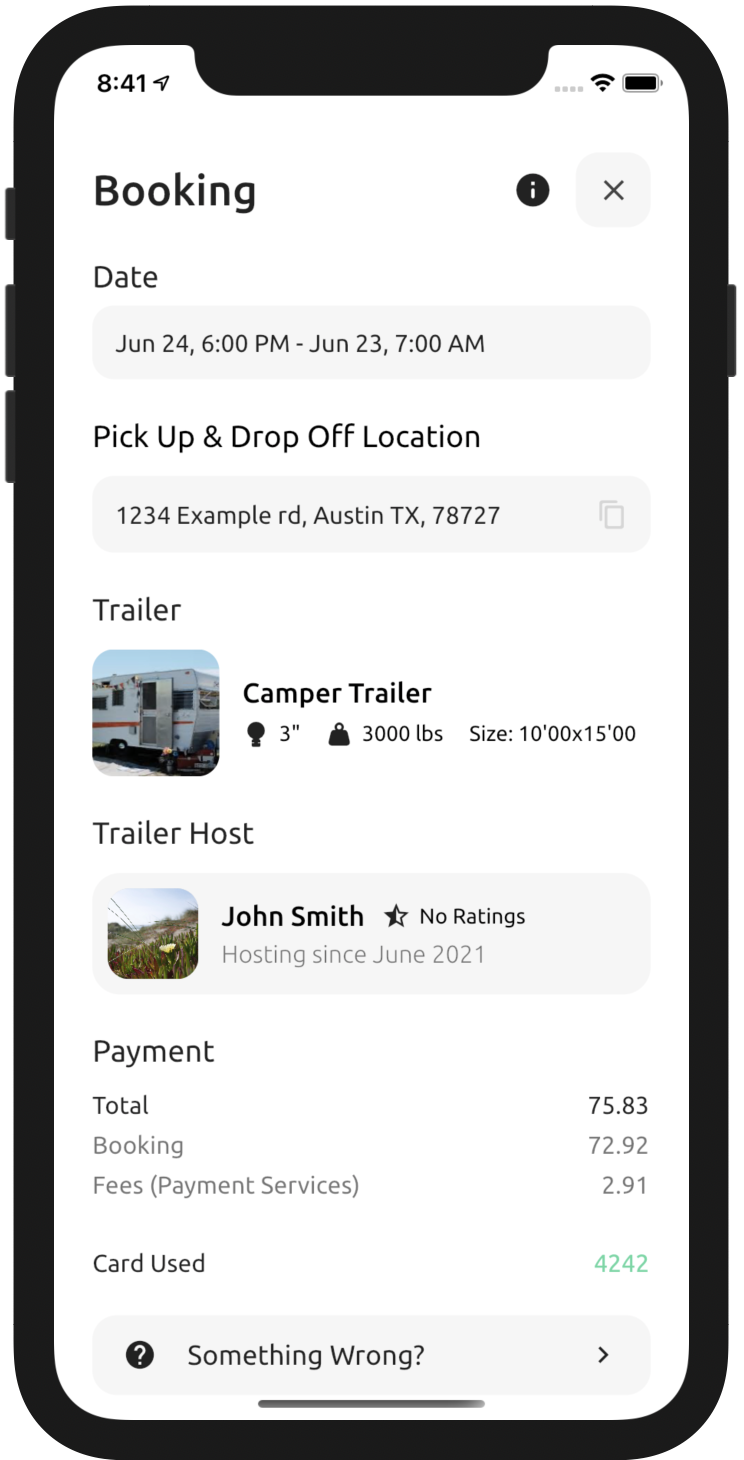 8:41
Booking
Date
Jun 24, 6:00 PM - Jun 23, 7:00 AM
Pick Up & Drop Off Location
1234 Example rd, Austin TX, 78727
Trailer
Camper Trailer
3" 3000 lbs Size: 10'00x15'00
Trailer Host
John Smith No Ratings
Hosting since June 2021
Payment
Total 75.83
Booking 72.92
Fees (Payment Services) 2.91
Card Used 4242
Something Wrong?